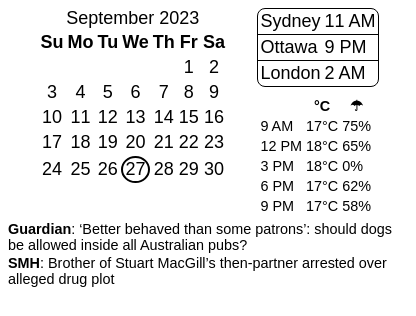 September 2023
Su Mo Tu We Th Fr Sa
1 2
3 4 5 6 7 8 9
10 11 12 13 14 15 16
17 18 19 20 21 22 23
24 25 26 27 28 29 30
Sydney 11 AM
Ottawa 9 PM
London 2 AM
°C ☂
9 AM 17°C 75%
12 PM 18°C 65%
3 PM 18°C 0%
6 PM 17°C 62%
9 PM 17°C 58%
Guardian: ‘Better behaved than some patrons’: should dogs
be allowed inside all Australian pubs?
SMH: Brother of Stuart MacGill’s then-partner arrested over
alleged drug plot